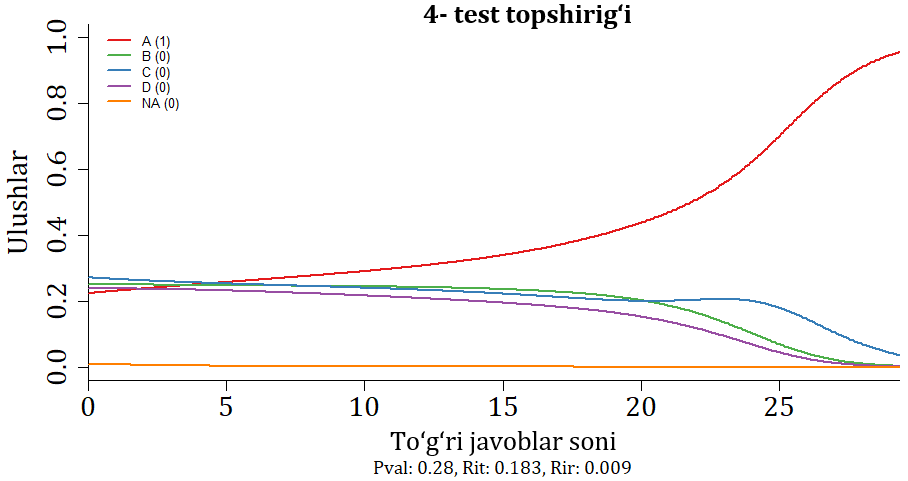 4- test topshirig‘i
A (1)
B (0)
C (0)
D (0)
NA (0)
Ulushlar
1.0
0.8
0.6
0.4
0.2
0.0
0 5 10 15 20 25
To‘g‘ri javoblar soni
Pval: 0.28, Rit: 0.183, Rir: 0.009